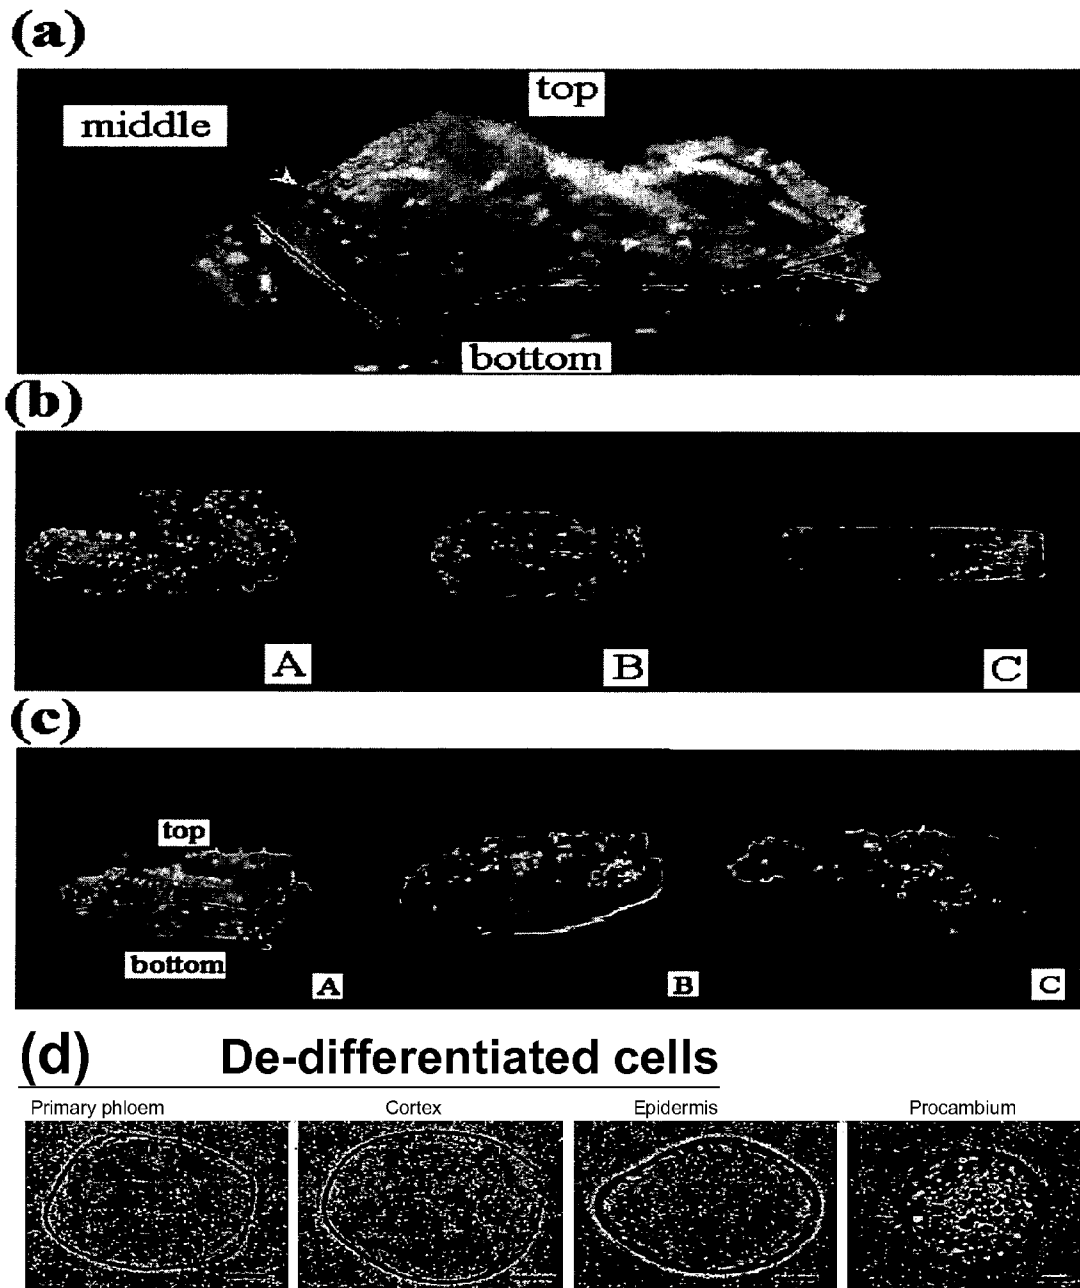 (a)
top
middle
bottom
(b)
A B C
(c)
top
bottom
A B C
(d) De-differentiated cells
Primary phloem Cortex Epidermis Procambium